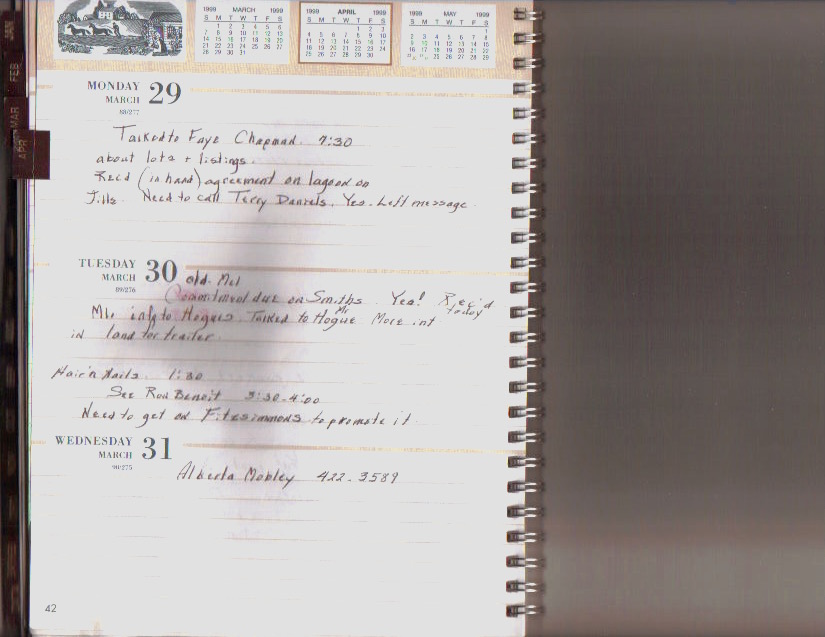 JAN
FEB
MAR
APR
1999 MARCH 1999
S M T W T F S
1 2 3 4 5 6
7 8 9 10 11 12 13
14 15 16 17 18 19 20
21 22 23 24 25 26 27
28 29 30 31
1999 APRIL 1999
S M T W T F S
1 2 3
4 5 6 7 8 9 10
11 12 13 14 15 16 17
18 19 20 21 22 23 24
25 26 27 28 29 30
1999 MAY 1999
S M T W T F S
1
2 3 4 5 6 7 8
9 10 11 12 13 14 15
16 17 18 19 20 21 22
25 26 27 28 29
MONDAY 29
MARCH
88/277
Talked to Faye Chapman 7:30
about lots + listings.
Rec'd (in hand) agreement on lagoon on
Jills. Need to call Terry Daniels. Yes. Left message.
TUESDAY 30
MARCH
89/276
old. Mel
Commitment due on Smiths. Yes! Rec'd today
ML. info to Hogues. Talked to Mr Hogue More int
in land for trailer.
Hair'n Nails 1:30
See Ron Benoit 3:30-4:00
Need to get on Fitzsimmons to promote it.
WEDNESDAY 31
MARCH
90/275
Alberta Mobley 422-3589
42